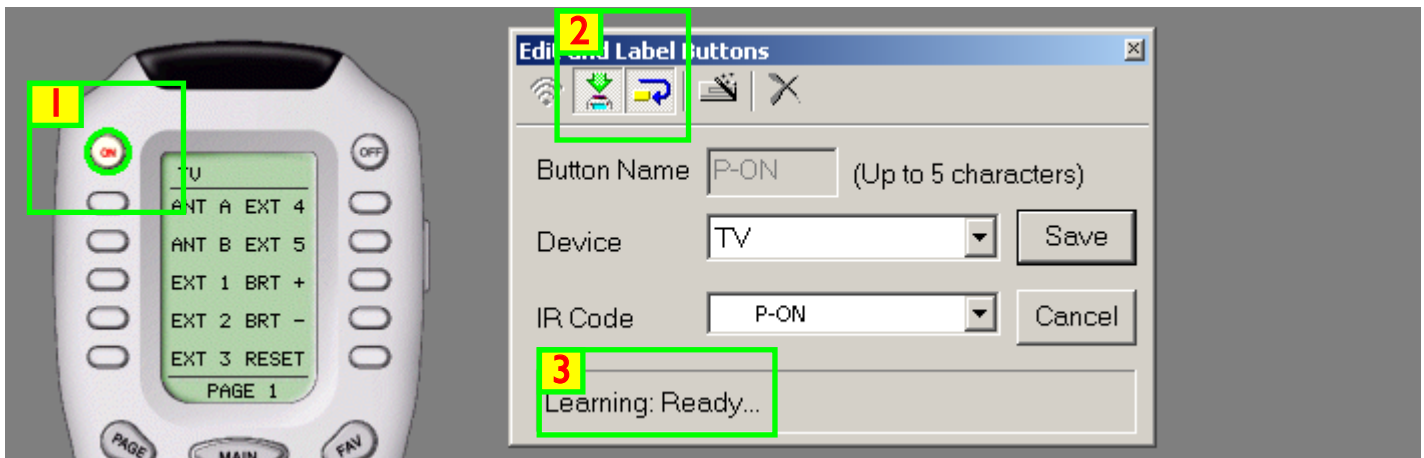 1
ON
OFF
TV
ANT A EXT 4
ANT B EXT 5
EXT 1 BRT +
EXT 2 BRT -
EXT 3 RESET
PAGE 1
PAGE
MAIN
FAV
2
Edit and Label Buttons
Button Name P-ON (Up to 5 characters)
Device TV Save
IR Code P-ON Cancel
3
Learning: Ready...